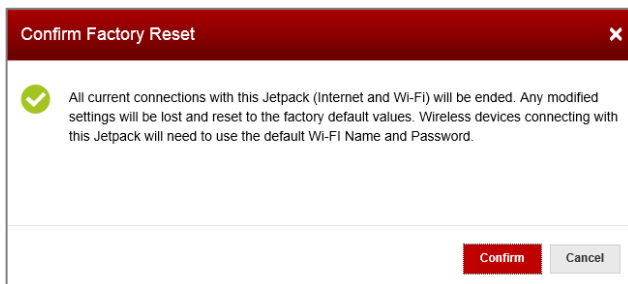 Confirm Factory Reset
All current connections with this Jetpack (Internet and Wi-Fi) will be ended. Any modified
settings will be lost and reset to the factory default values. Wireless devices connecting with
this Jetpack will need to use the default Wi-FI Name and Password.
Confirm Cancel